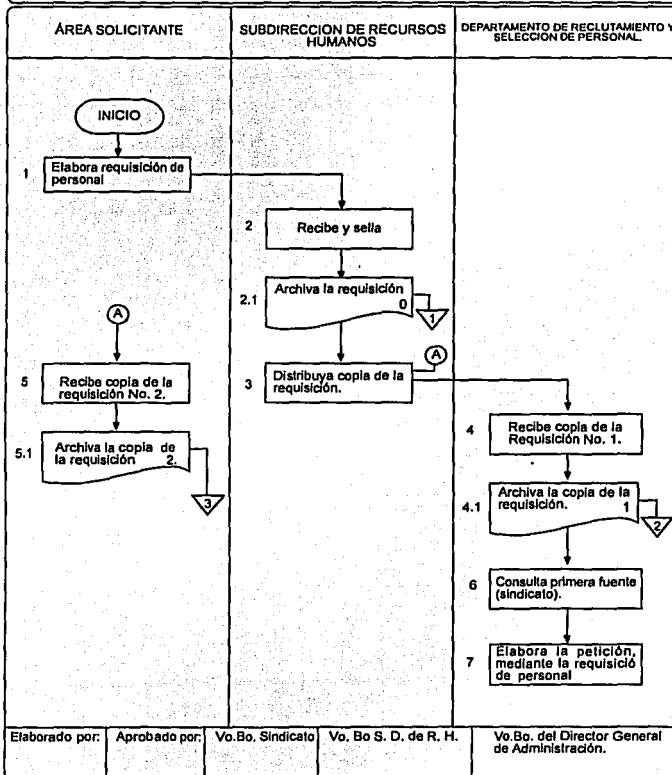 ÁREA SOLICITANTE
SUBDIRECCION DE RECURSOS
HUMANOS
DEPARTAMENTO DE RECLUTAMIENTO Y
SELECCION DE PERSONAL.
INICIO
1
Elabora requisición de
personal
2
Recibe y sella
2.1
Archiva la requisición
0
1
A
3
Distribuya copia de la
requisición.
A
5
Recibe copia de la
requisición No. 2.
5.1
Archiva la copia de
la requisición 2.
3
4
Recibe copia de la
Requisición No. 1.
4.1
Archiva la copia de la
requisición. 1
2
6
Consulta primera fuente
(sindicato).
7
Elabora la petición,
mediante la requisició
de personal
Elaborado por:
Aprobado por:
Vo.Bo. Sindicato
Vo. Bo S. D. de R. H.
Vo.Bo. del Director General
de Administración.